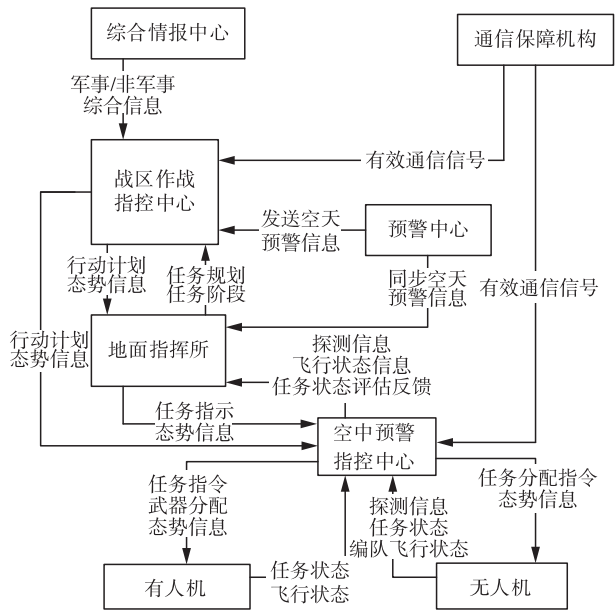 综合情报中心
通信保障机构
军事/非军事
综合信息
战区作战
指控中心
有效通信信号
发送空天
预警信息
预警中心
行动计划
态势信息
任务规划
任务阶段
同步空天
预警信息
有效通信信号
行动计划
态势信息
地面指挥所
探测信息
飞行状态信息
任务状态评估反馈
任务指示
态势信息
空中预警
指控中心
任务指令
武器分配
态势信息
探测信息
任务状态
编队飞行状态
任务分配指令
态势信息
有人机
任务状态
飞行状态
无人机